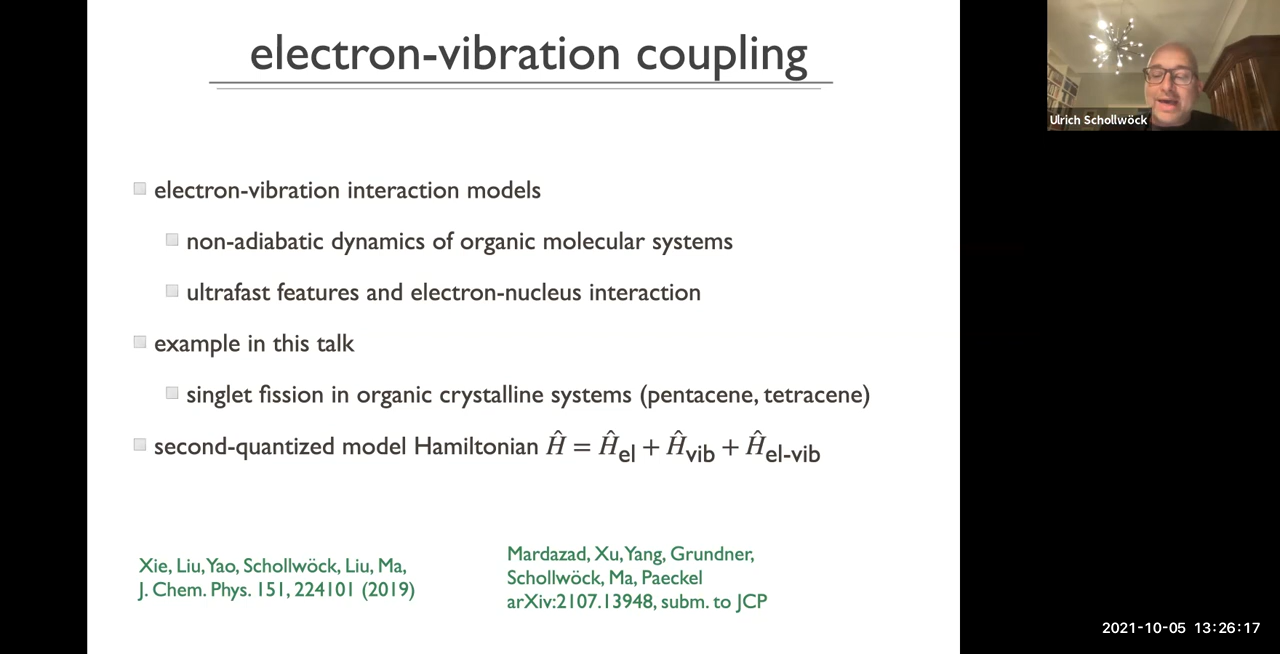 electron-vibration coupling
electron-vibration interaction models
non-adiabatic dynamics of organic molecular systems
ultrafast features and electron-nucleus interaction
example in this talk
singlet fission in organic crystalline systems (pentacene, tetracene)
second-quantized model Hamiltonian Ĥ = Ĥ_el + Ĥ_vib + Ĥ_el-vib
Xie, Liu, Yao, Schollwöck, Liu, Ma,
J. Chem. Phys. 151, 224101 (2019)
Mardazad, Xu, Yang, Grundner,
Schollwöck, Ma, Paeckel
arXiv:2107.13948, subm. to JCP
Ulrich Schollwöck
2021-10-05 13:26:17